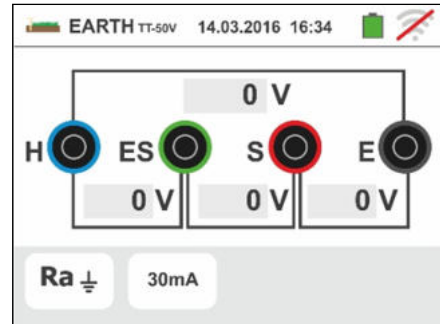 EARTH TT-50V 14.03.2016 16:34
0 V
H ES S E
0 V 0 V 0 V
Ra 30mA